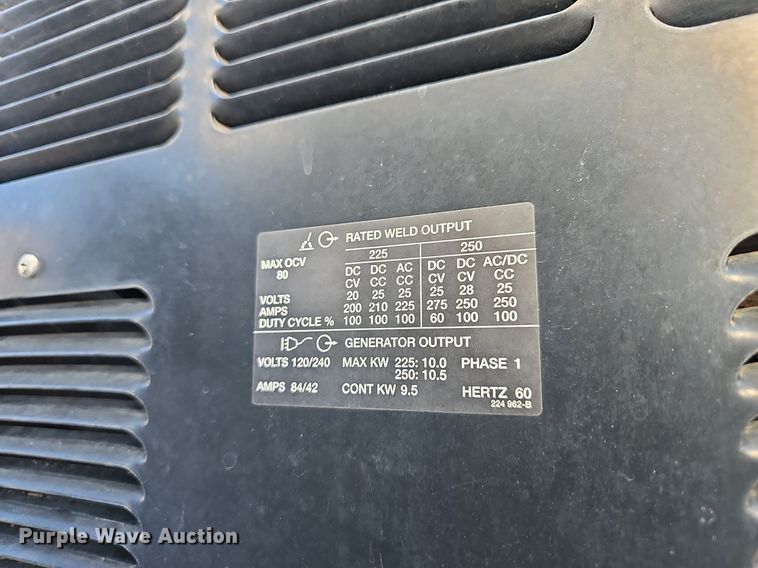 RATED WELD OUTPUT
225 250
MAX OCV
80
DC DC AC DC DC AC/DC
CV CC CC CV CV CC
VOLTS 20 25 25 25 28 25
AMPS 200 210 225 275 250 250
DUTY CYCLE % 100 100 100 60 100 100
GENERATOR OUTPUT
VOLTS 120/240 MAX KW 225: 10.0 PHASE 1
250: 10.5
AMPS 84/42 CONT KW 9.5 HERTZ 60
224 962-B
Purple Wave Auction